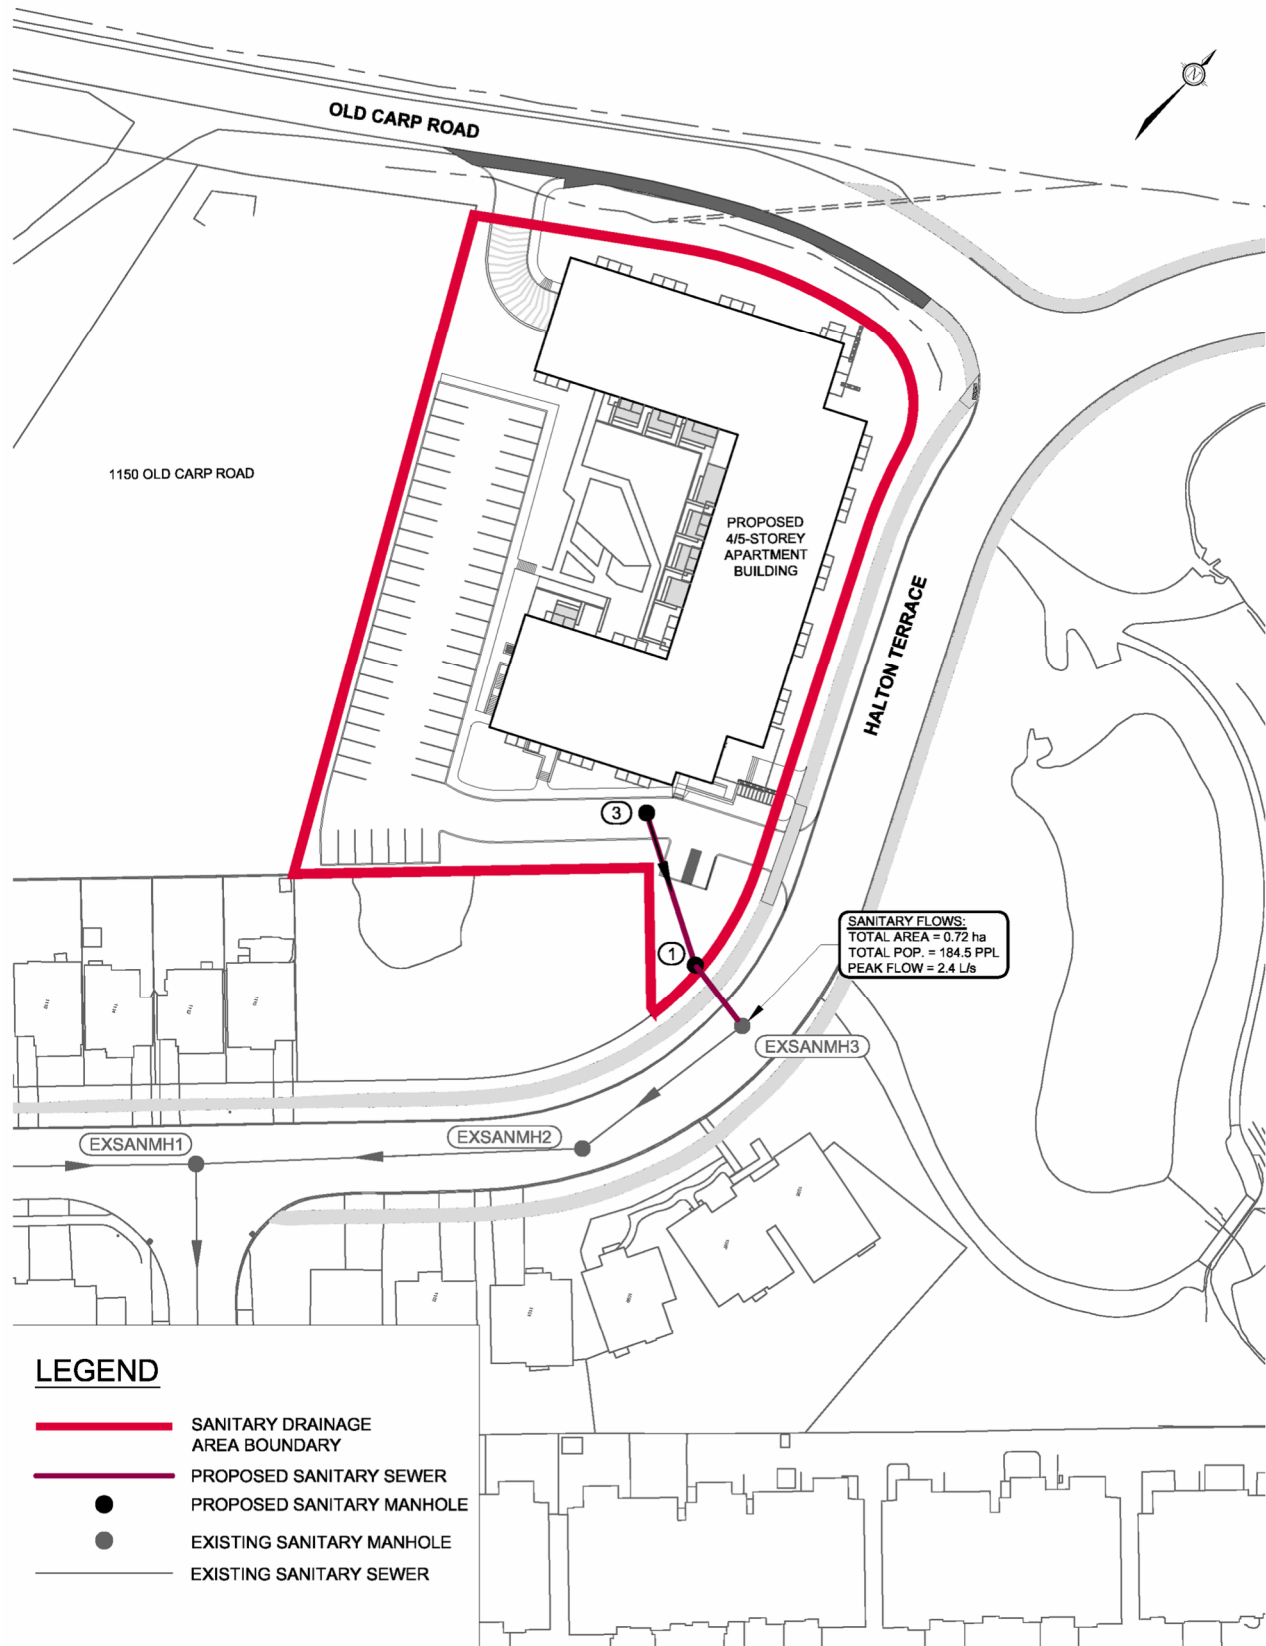 N
OLD CARP ROAD
1150 OLD CARP ROAD
PROPOSED
4/5-STOREY
APARTMENT
BUILDING
HALTON TERRACE
3
1
SANITARY FLOWS:
TOTAL AREA = 0.72 ha
TOTAL POP. = 184.5 PPL
PEAK FLOW = 2.4 L/s
EXSANMH3
EXSANMH2
EXSANMH1
LEGEND
SANITARY DRAINAGE
AREA BOUNDARY
PROPOSED SANITARY SEWER
PROPOSED SANITARY MANHOLE
EXISTING SANITARY MANHOLE
EXISTING SANITARY SEWER